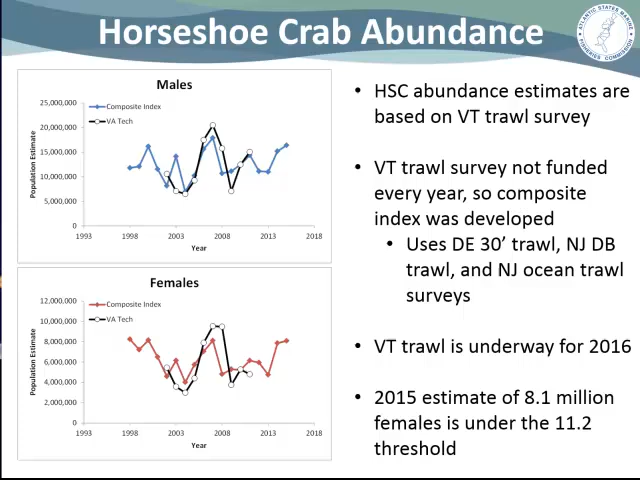 Horseshoe Crab Abundance
ATLANTIC STATES MARINE
FISHERIES COMMISSION
Males
25,000,000
20,000,000
15,000,000
10,000,000
5,000,000
0
Population Estimate
Composite Index
VA Tech
1993
1998
2003
2008
2013
2018
Year
Females
12,000,000
10,000,000
8,000,000
6,000,000
4,000,000
2,000,000
0
Population Estimate
Composite Index
VA Tech
1993
1998
2003
2008
2013
2018
Year
• HSC abundance estimates are
based on VT trawl survey
• VT trawl survey not funded
every year, so composite
index was developed
• Uses DE 30’ trawl, NJ DB
trawl, and NJ ocean trawl
surveys
• VT trawl is underway for 2016
• 2015 estimate of 8.1 million
females is under the 11.2
threshold